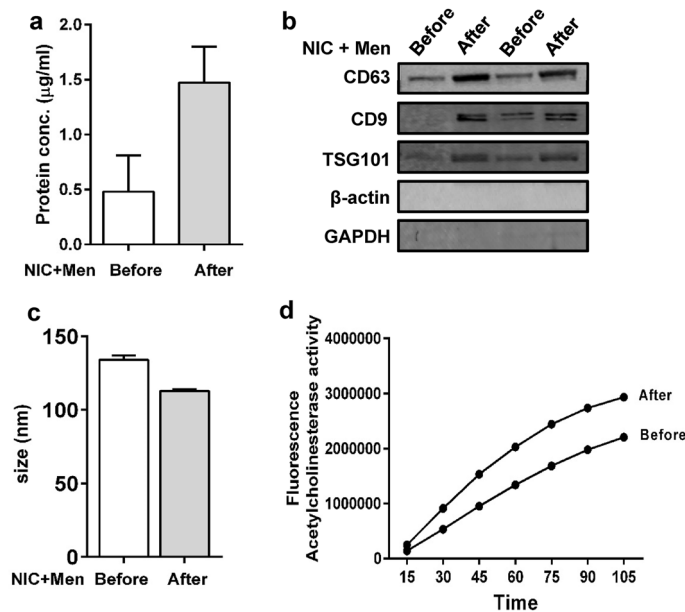 a
Protein conc. (μg/ml)
2.0
1.5
1.0
0.5
0.0
NIC+Men Before After
b
NIC + Men Before After Before After
CD63
CD9
TSG101
β-actin
GAPDH
c
size (nm)
150
100
150
00
NIC+Men Before After
d
Fluorescence
Acetylcholinesterase activity
4000000
3000000
2000000
1000000
0
After
Before
15 30 45 60 75 90 105
Time